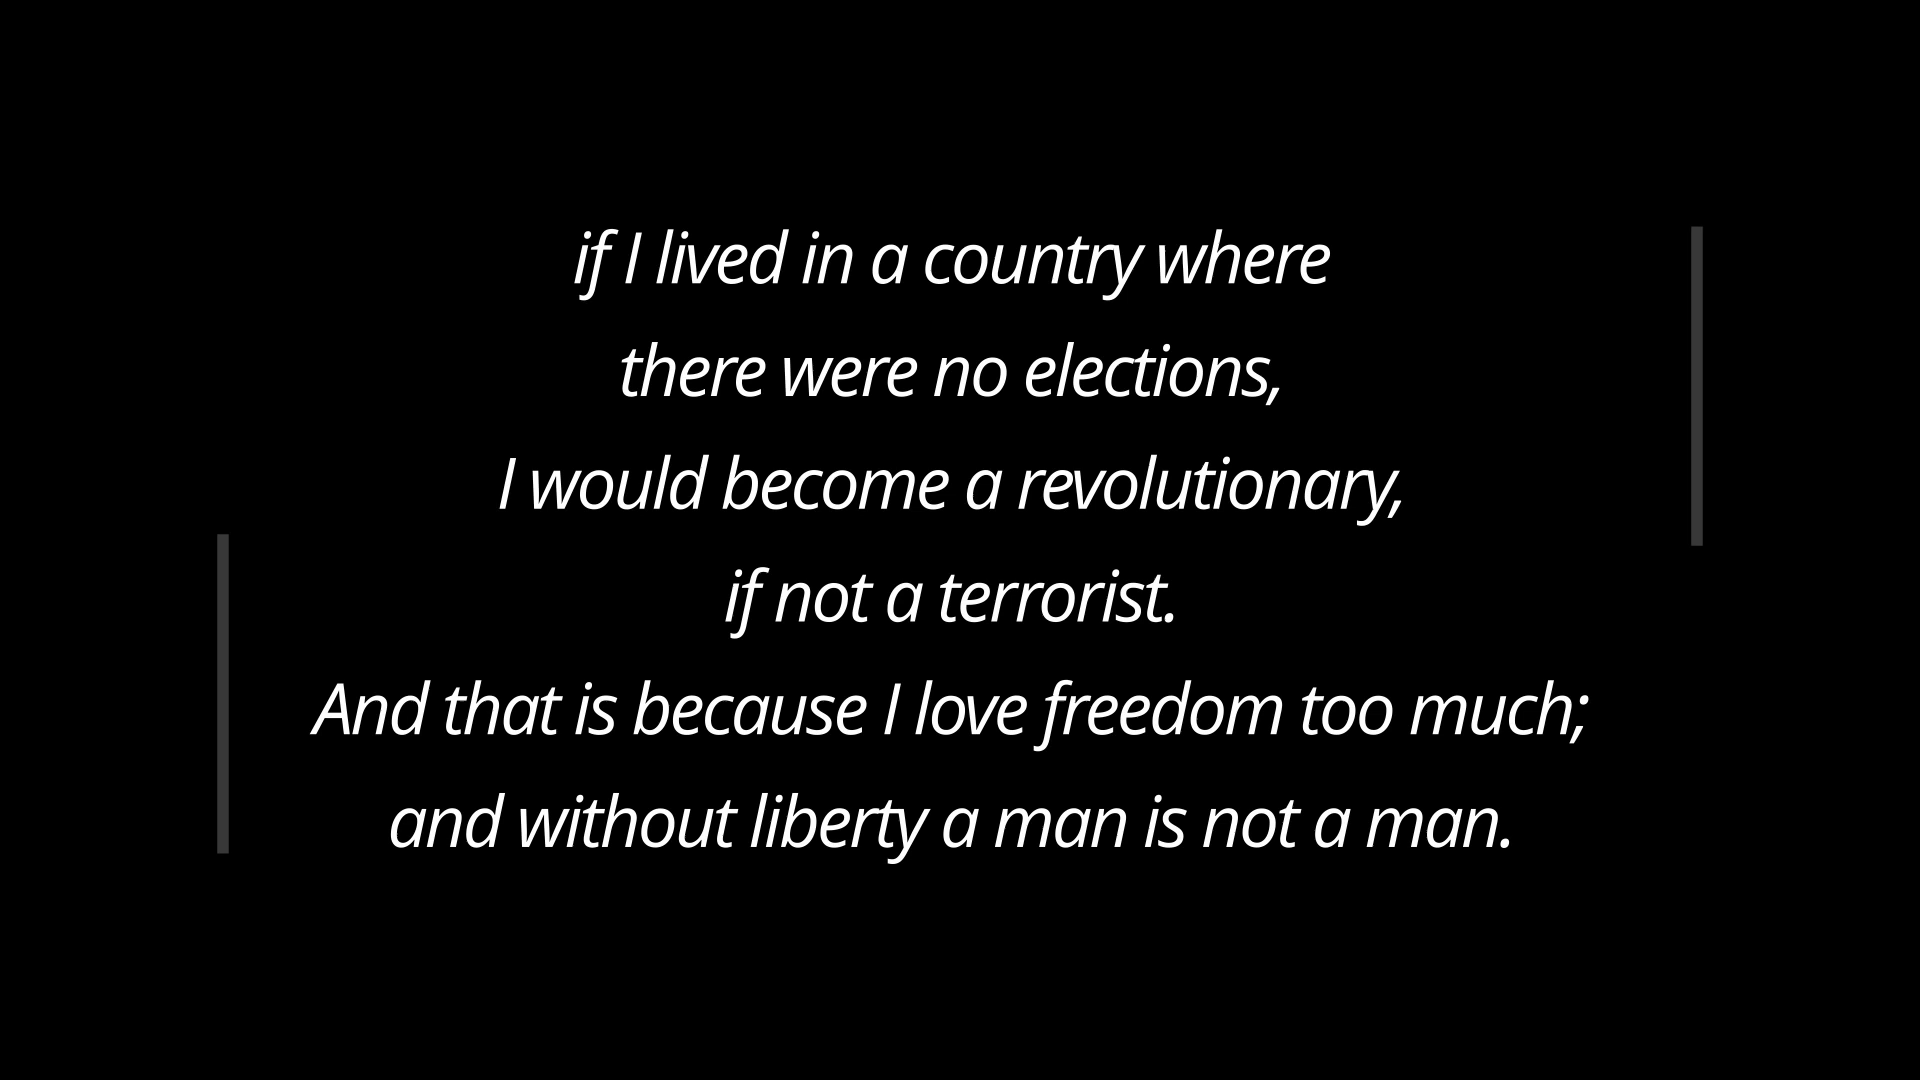 if I lived in a country where
there were no elections,
I would become a revolutionary,
if not a terrorist.
And that is because I love freedom too much;
and without liberty a man is not a man.